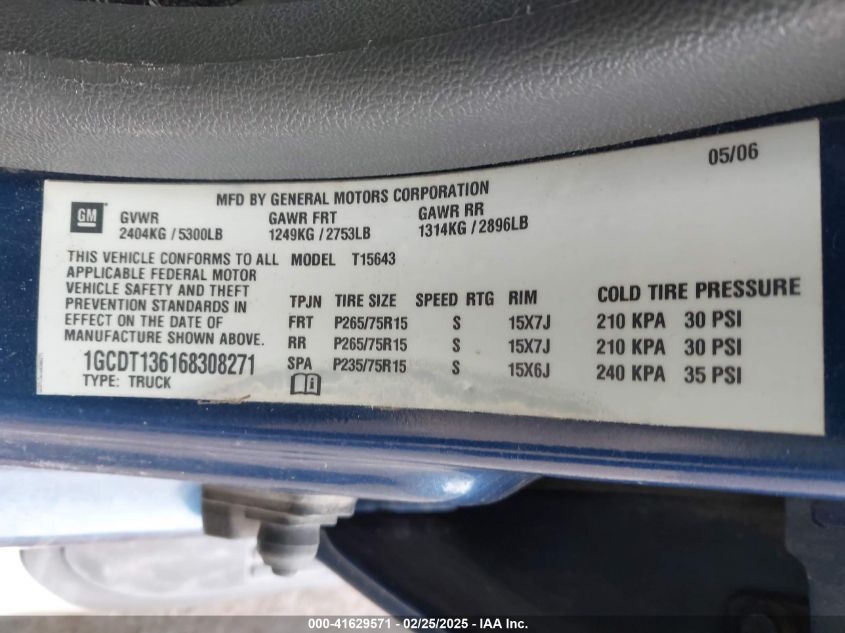 05/06
MFD BY GENERAL MOTORS CORPORATION
GM
GVWR GAWR FRT GAWR RR
2404KG / 5300LB 1249KG / 2753LB 1314KG / 2896LB
THIS VEHICLE CONFORMS TO ALL
APPLICABLE FEDERAL MOTOR
VEHICLE SAFETY AND THEFT
PREVENTION STANDARDS IN
EFFECT ON THE DATE OF
MANUFACTURE SHOWN ABOVE.
1GCDT136168308271
TYPE: TRUCK
MODEL T15643
TPJN TIRE SIZE SPEED RTG RIM COLD TIRE PRESSURE
FRT P265/75R15 S 15X7J 210 KPA 30 PSI
RR P265/75R15 S 15X7J 210 KPA 30 PSI
SPA P235/75R15 S 15X6J 240 KPA 35 PSI
000-41629571 - 02/25/2025 - IAA Inc.